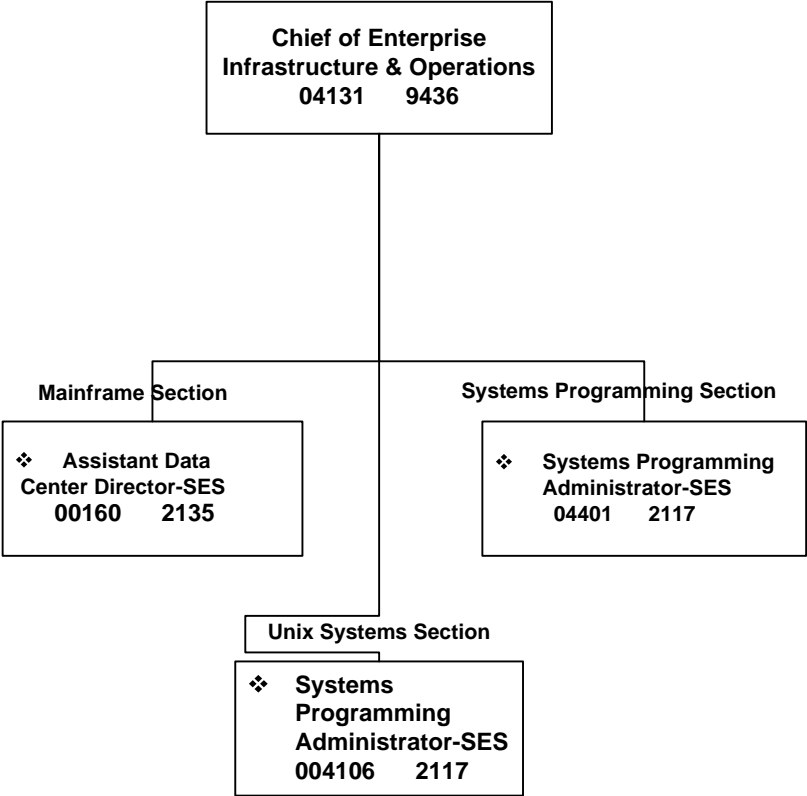 Chief of Enterprise
Infrastructure & Operations
04131 9436
Mainframe Section
❖ Assistant Data
Center Director-SES
00160 2135
Systems Programming Section
❖ Systems Programming
Administrator-SES
04401 2117
Unix Systems Section
❖ Systems
Programming
Administrator-SES
004106 2117